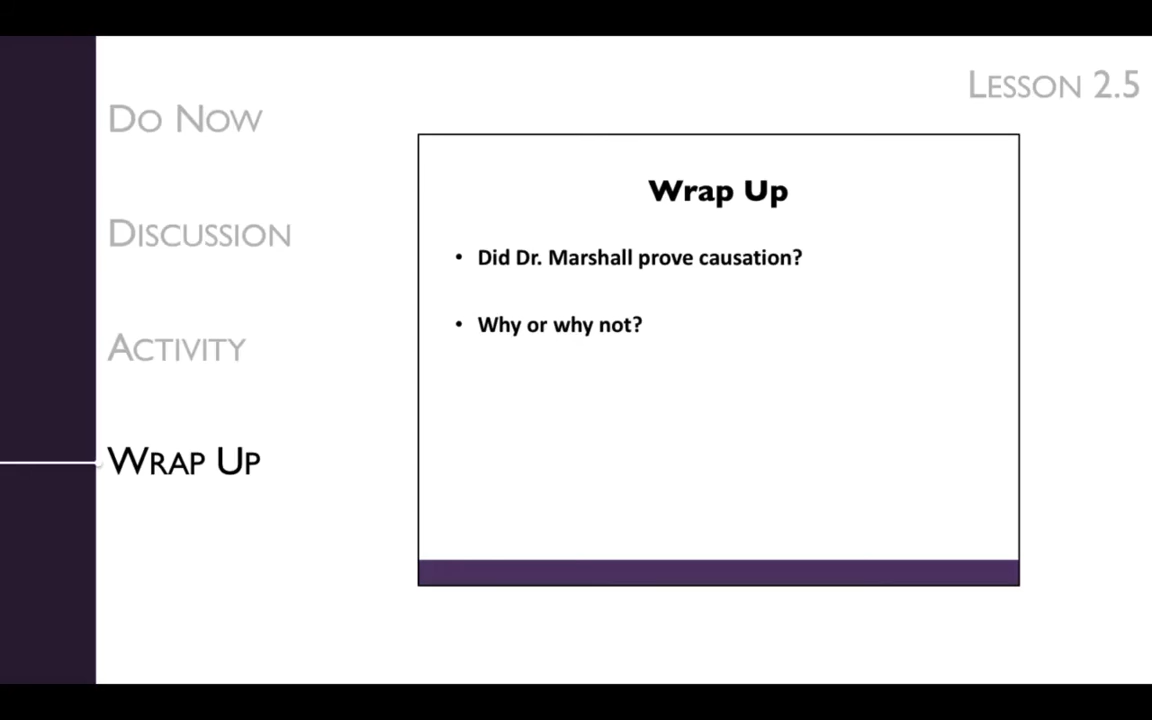 LESSON 2.5
DO NOW
DISCUSSION
ACTIVITY
WRAP UP
Wrap Up
• Did Dr. Marshall prove causation?
• Why or why not?